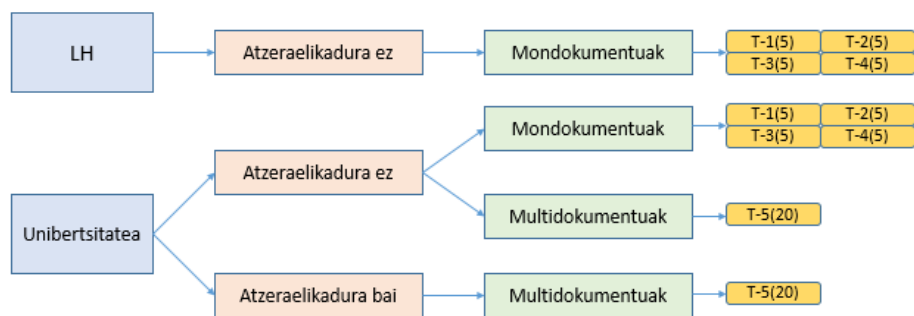 LH
Atzeraelikadura ez
Mondokumentuak
T-1(5) T-2(5)
T-3(5) T-4(5)
Unibertsitatea
Atzeraelikadura ez
Mondokumentuak
T-1(5) T-2(5)
T-3(5) T-4(5)
Multidokumentuak
T-5(20)
Atzeraelikadura bai
Multidokumentuak
T-5(20)